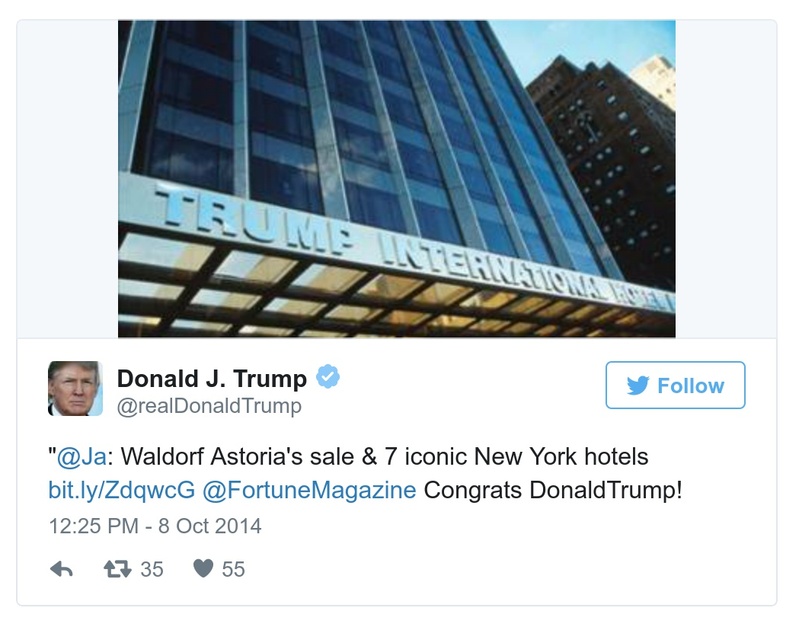 TRUMP INTERNATIONAL HOTEL
Donald J. Trump
@realDonaldTrump
Follow
"@Ja: Waldorf Astoria's sale & 7 iconic New York hotels
bit.ly/ZdqwcG @FortuneMagazine Congrats DonaldTrump!
12:25 PM - 8 Oct 2014
35 55